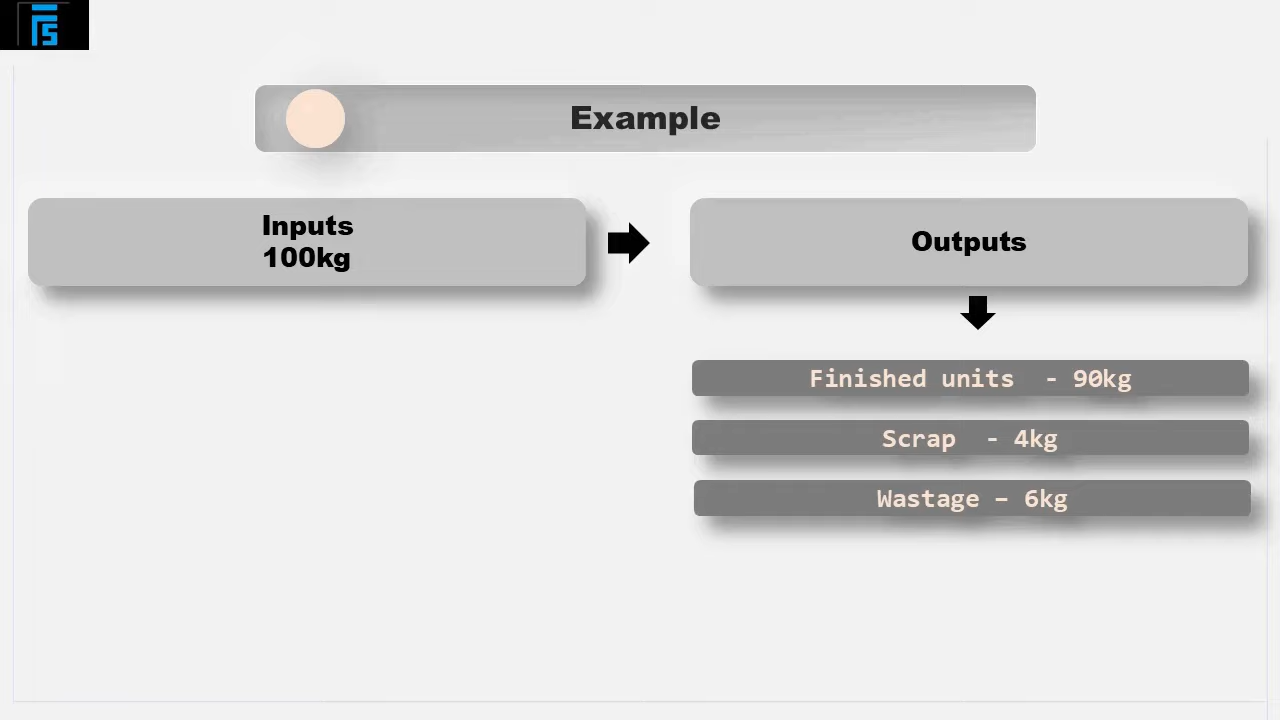 Example
Inputs
100kg
Outputs
Finished units - 90kg
Scrap - 4kg
Wastage – 6kg